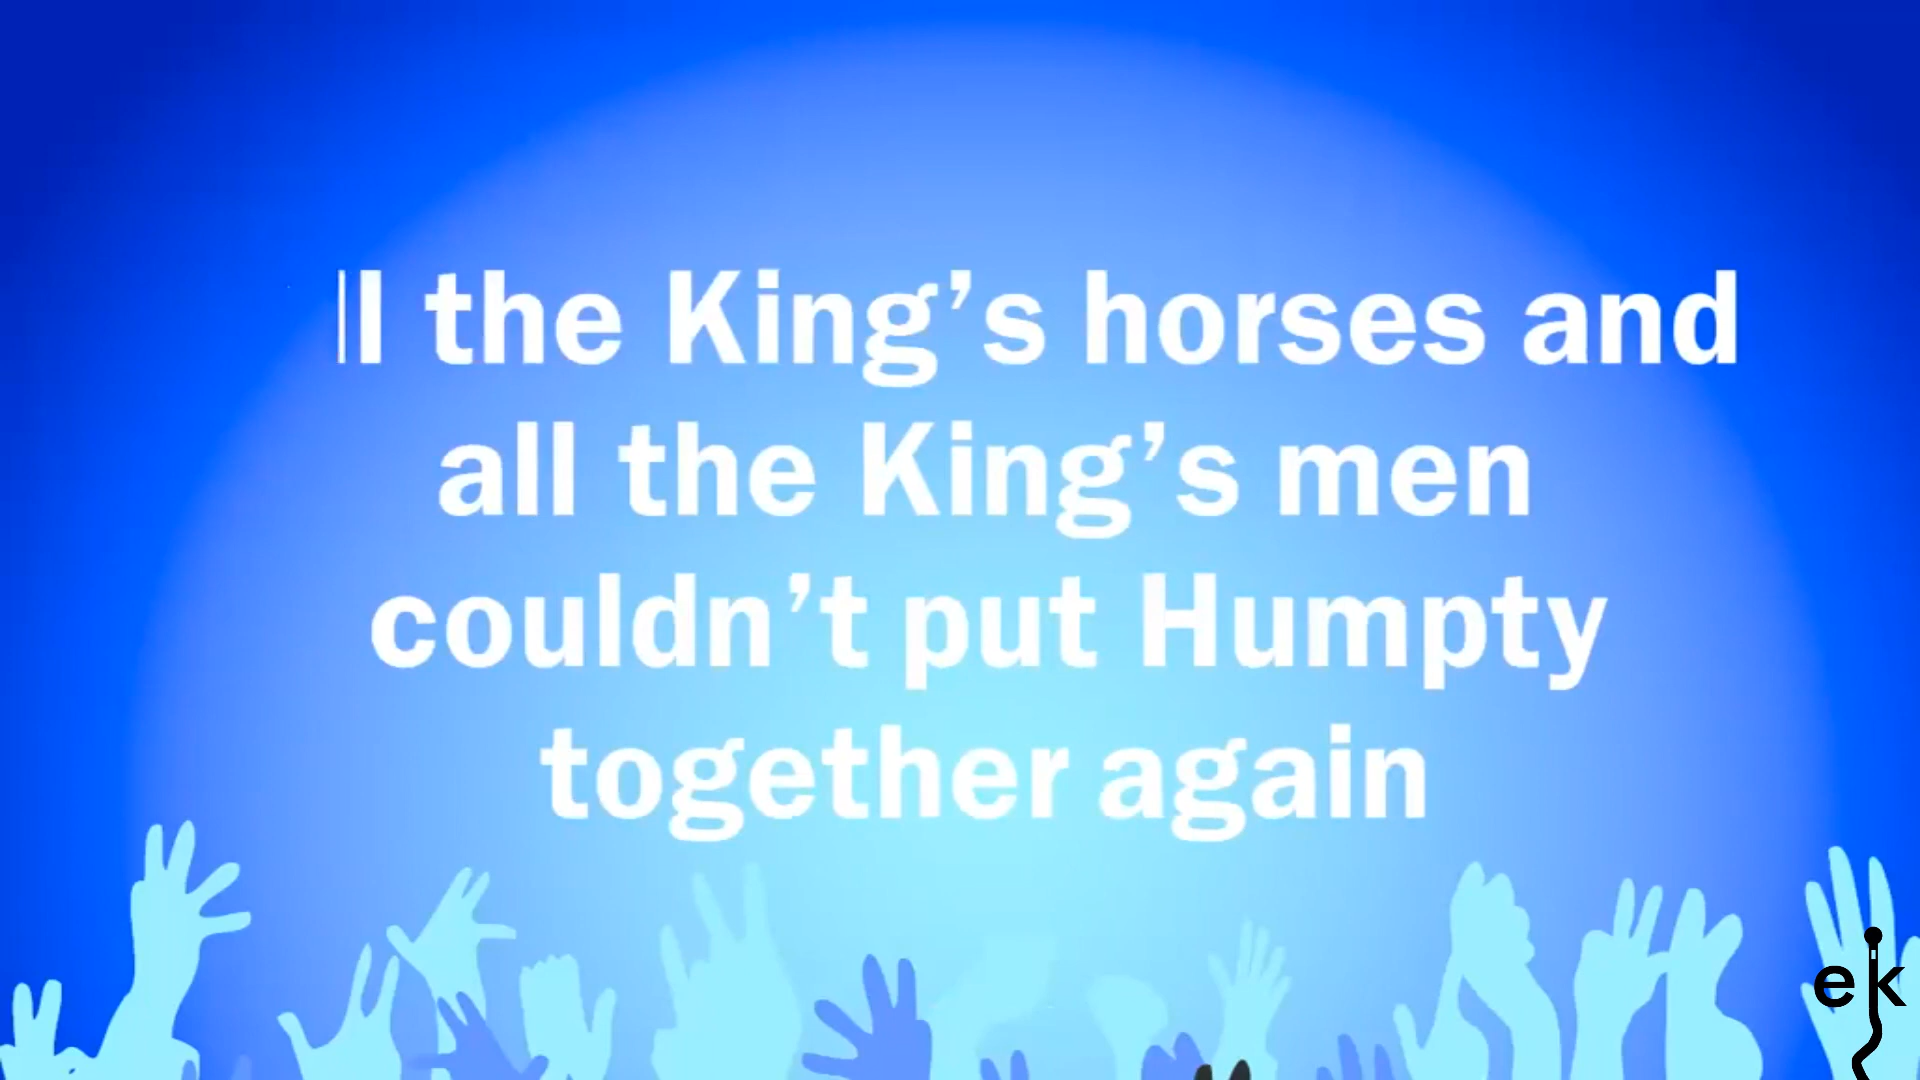 ll the King’s horses and
all the King’s men
couldn’t put Humpty
together again
ek